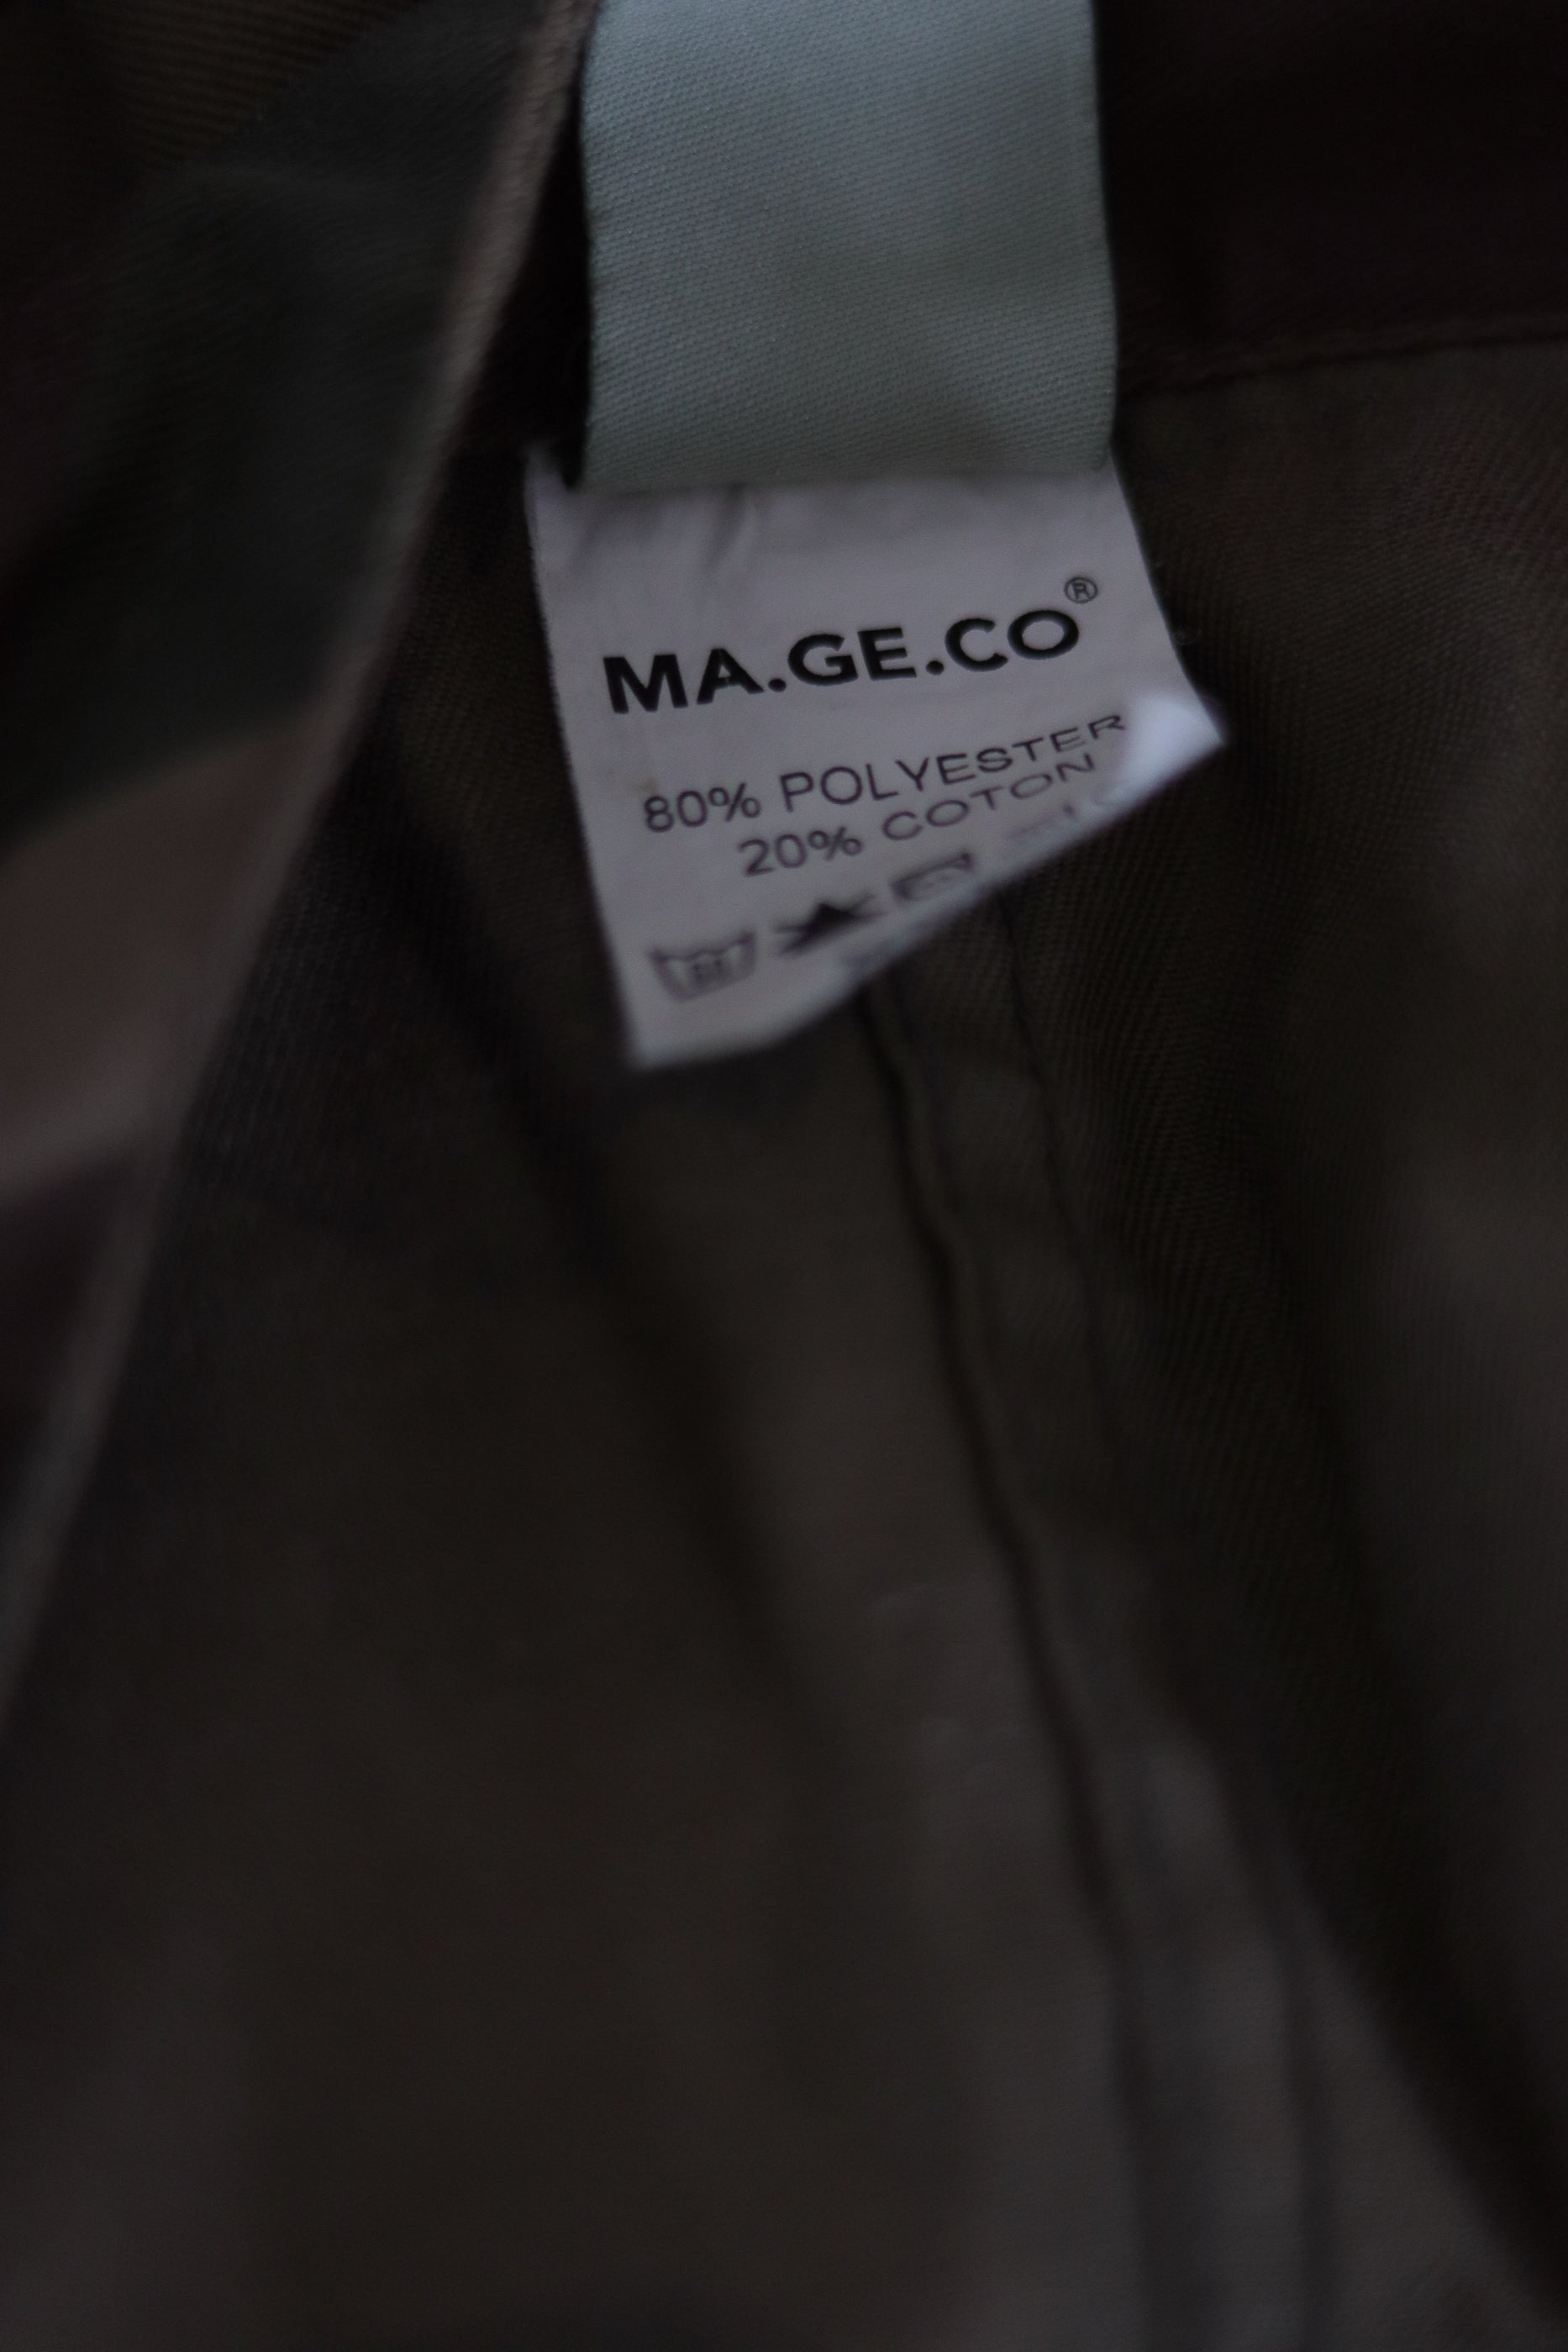 MA.GE.CO®
80% POLYESTER
20% COTON